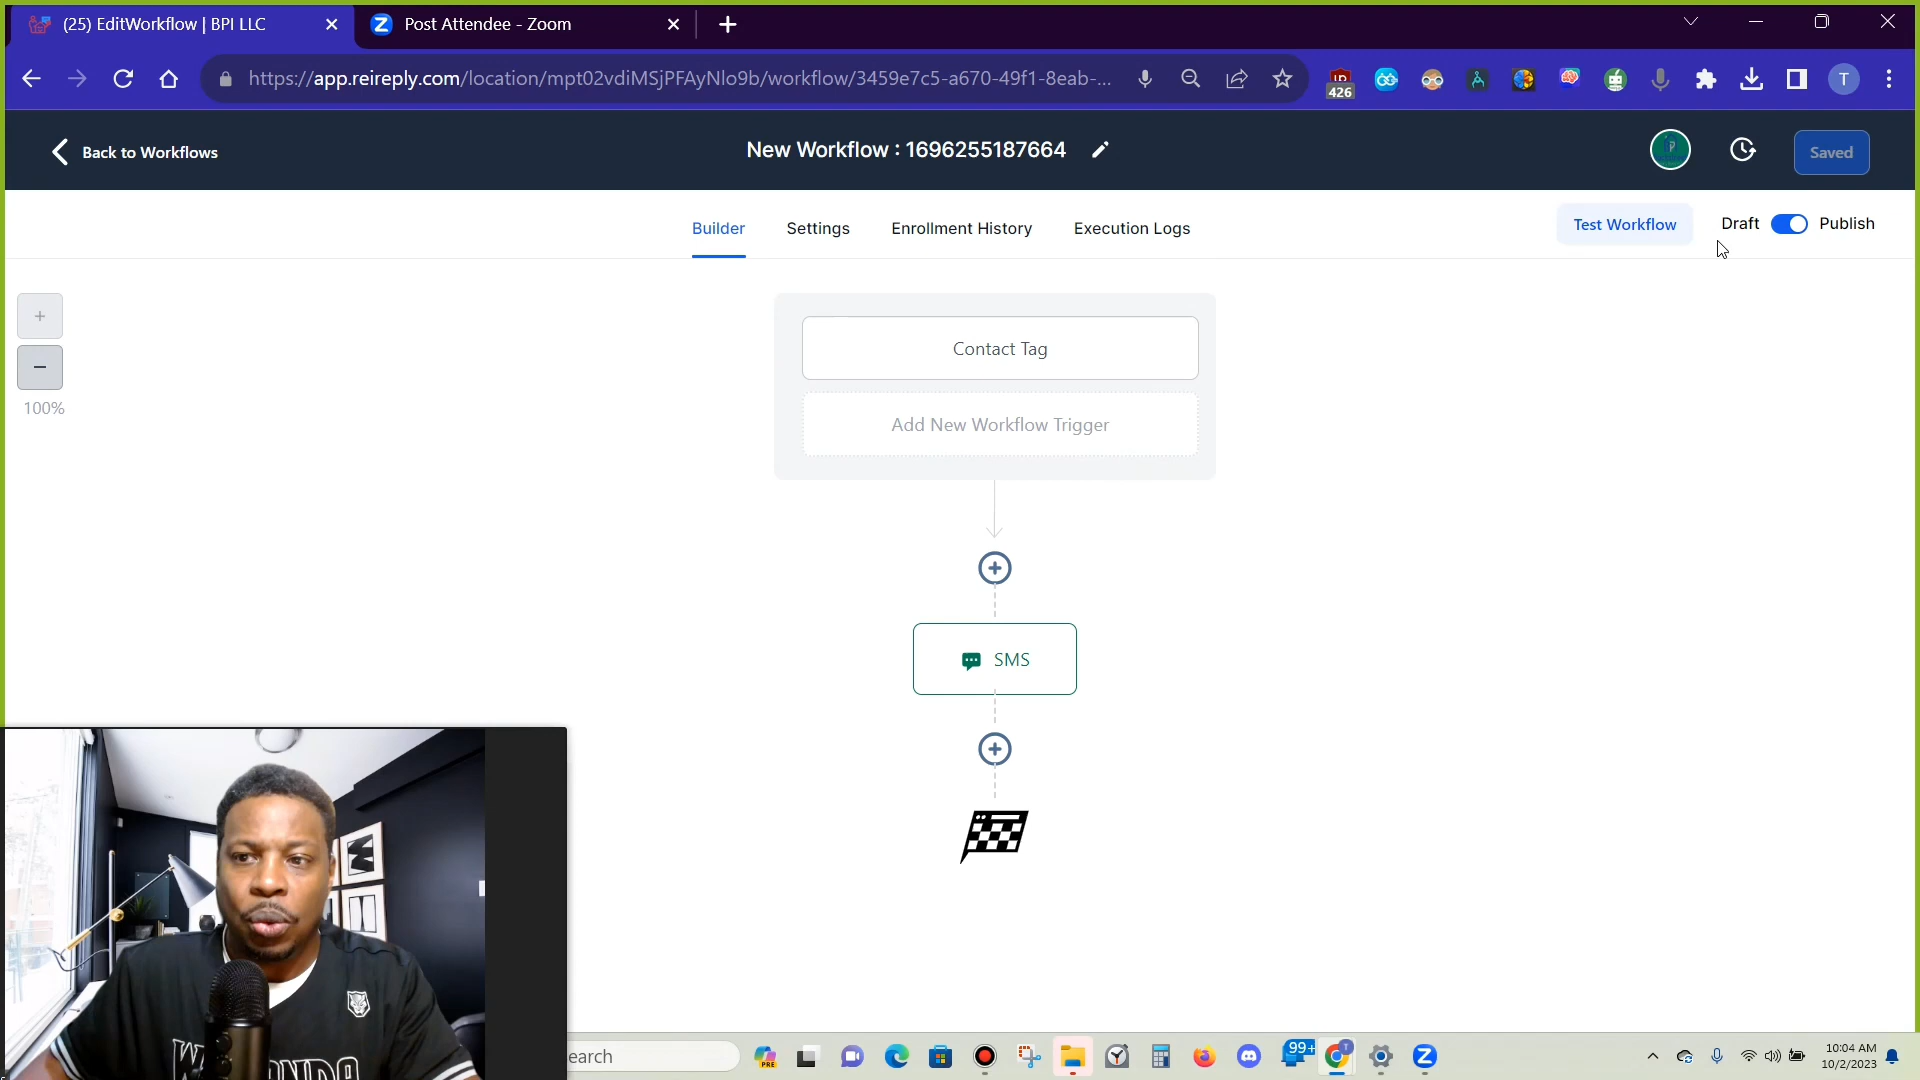 (25) EditWorkflow | BPI LLC
Post Attendee - Zoom
https://app.reireply.com/location/mpt02vdiMSjPFAyNlo9b/workflow/3459e7c5-a670-49f1-8eab-...
426
T
Back to Workflows
New Workflow : 1696255187664
Saved
Builder
Settings
Enrollment History
Execution Logs
Test Workflow
Draft
Publish
+
−
100%
Contact Tag
Add New Workflow Trigger
SMS
earch
PRE
99+
10:04 AM
10/2/2023